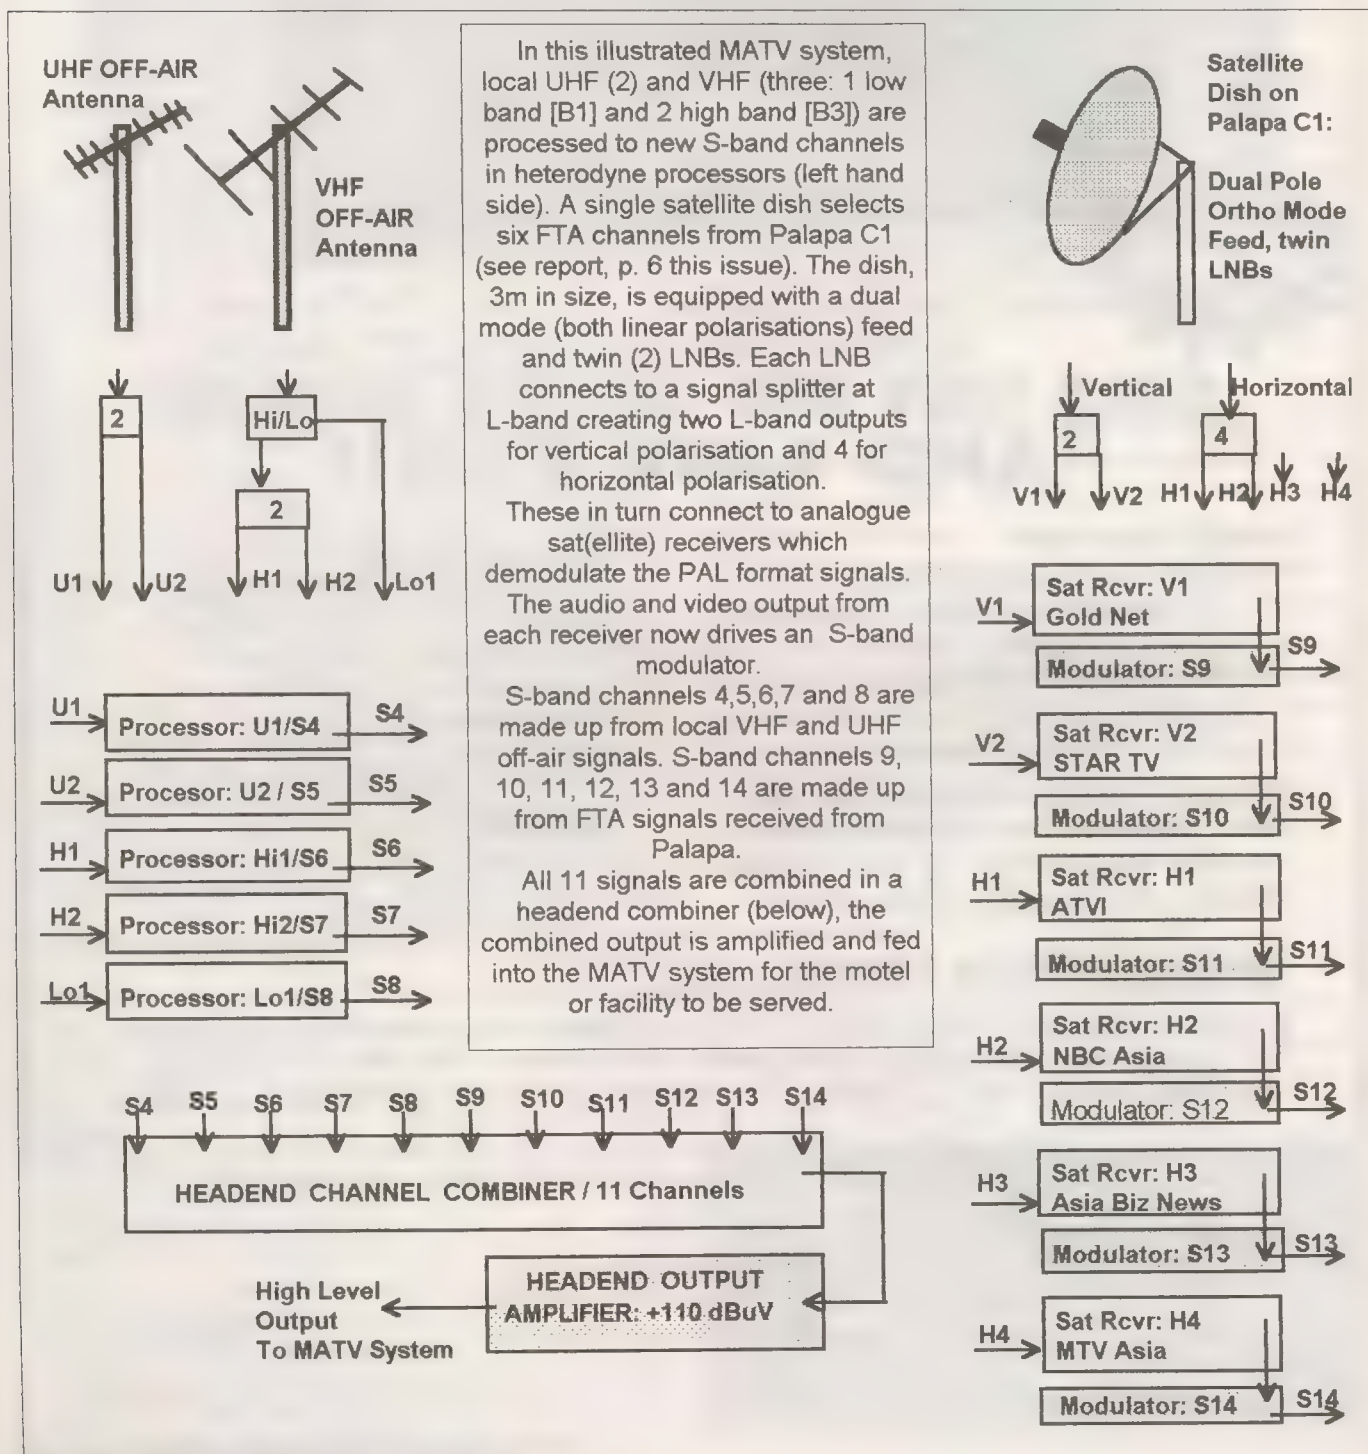 UHF OFF-AIR
Antenna
VHF
OFF-AIR
Antenna
2
Hi/Lo
2
U1
U2
H1
H2
Lo1
U1
Processor: U1/S4
S4
U2
Procesor: U2 / S5
S5
H1
Processor: Hi1/S6
S6
H2
Processor: Hi2/S7
S7
Lo1
Processor: Lo1/S8
S8
In this illustrated MATV system,
local UHF (2) and VHF (three: 1 low
band [B1] and 2 high band [B3]) are
processed to new S-band channels
in heterodyne processors (left hand
side). A single satellite dish selects
six FTA channels from Palapa C1
(see report, p. 6 this issue). The dish,
3m in size, is equipped with a dual
mode (both linear polarisations) feed
and twin (2) LNBs. Each LNB
connects to a signal splitter at
L-band creating two L-band outputs
for vertical polarisation and 4 for
horizontal polarisation.
These in turn connect to analogue
sat(ellite) receivers which
demodulate the PAL format signals.
The audio and video output from
each receiver now drives an S-band
modulator.
S-band channels 4,5,6,7 and 8 are
made up from local VHF and UHF
off-air signals. S-band channels 9,
10, 11, 12, 13 and 14 are made up
from FTA signals received from
Palapa.
All 11 signals are combined in a
headend combiner (below), the
combined output is amplified and fed
into the MATV system for the motel
or facility to be served.
Satellite
Dish on
Palapa C1:
Dual Pole
Ortho Mode
Feed, twin
LNBs
Vertical
Horizontal
2
4
V1
V2
H1
H2
H3
H4
V1
Sat Rcvr: V1
Gold Net
Modulator: S9
S9
V2
Sat Rcvr: V2
STAR TV
Modulator: S10
S10
H1
Sat Rcvr: H1
ATVI
Modulator: S11
S11
H2
Sat Rcvr: H2
NBC Asia
Modulator: S12
S12
H3
Sat Rcvr: H3
Asia Biz News
Modulator: S13
S13
H4
Sat Rcvr: H4
MTV Asia
Modulator: S14
S14
S4 S5 S6 S7 S8 S9 S10 S11 S12 S13 S14
HEADEND CHANNEL COMBINER / 11 Channels
HEADEND OUTPUT
AMPLIFIER: +110 dBuV
High Level
Output
To MATV System